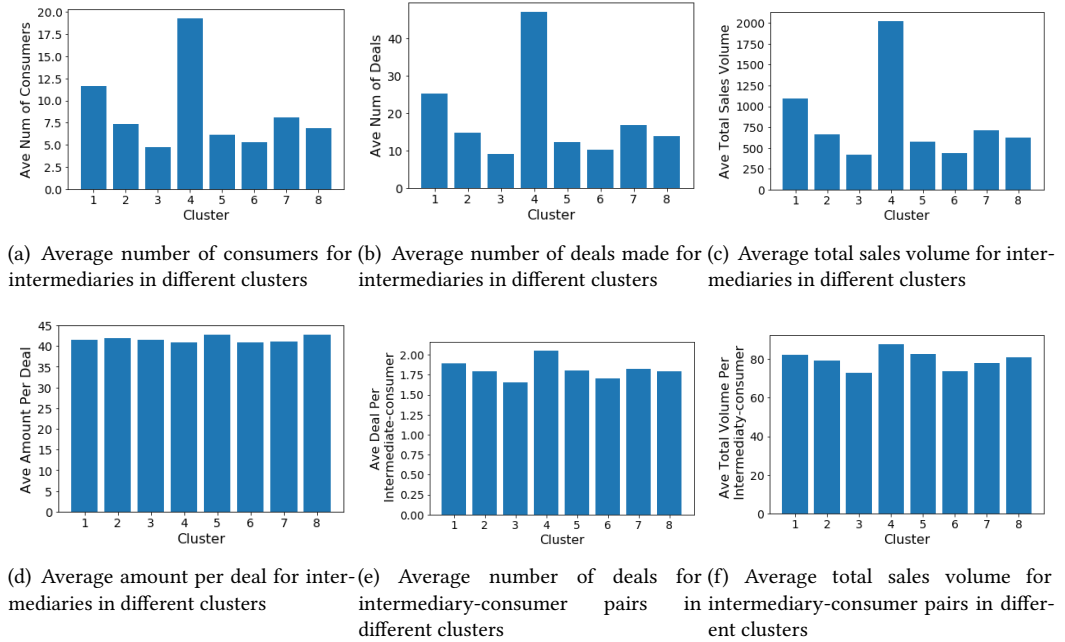 20.0
17.5
15.0
12.5
10.0
7.5
5.0
2.5
0.0
Ave Num of Consumers
1 2 3 4 5 6 7 8
Cluster
40
30
20
10
0
Ave Num of Deals
1 2 3 4 5 6 7 8
Cluster
2000
1750
1500
1250
1000
750
500
250
0
Ave Total Sales Volume
1 2 3 4 5 6 7 8
Cluster
(a) Average number of consumers for
intermediaries in different clusters
(b) Average number of deals made for
intermediaries in different clusters
(c) Average total sales volume for inter-
mediaries in different clusters
45
40
35
30
25
20
15
10
5
0
Ave Amount Per Deal
1 2 3 4 5 6 7 8
Cluster
2.00
1.75
1.50
1.25
1.00
0.75
0.50
0.25
0.00
Ave Deal Per
Intermediate-consumer
1 2 3 4 5 6 7 8
Cluster
80
60
40
20
0
Ave Total Volume Per
Intermediaty-consumer
1 2 3 4 5 6 7 8
Cluster
(d) Average amount per deal for inter-
mediaries in different clusters
(e) Average number of deals for
intermediary-consumer pairs in
different clusters
(f) Average total sales volume for
intermediary-consumer pairs in differ-
ent clusters